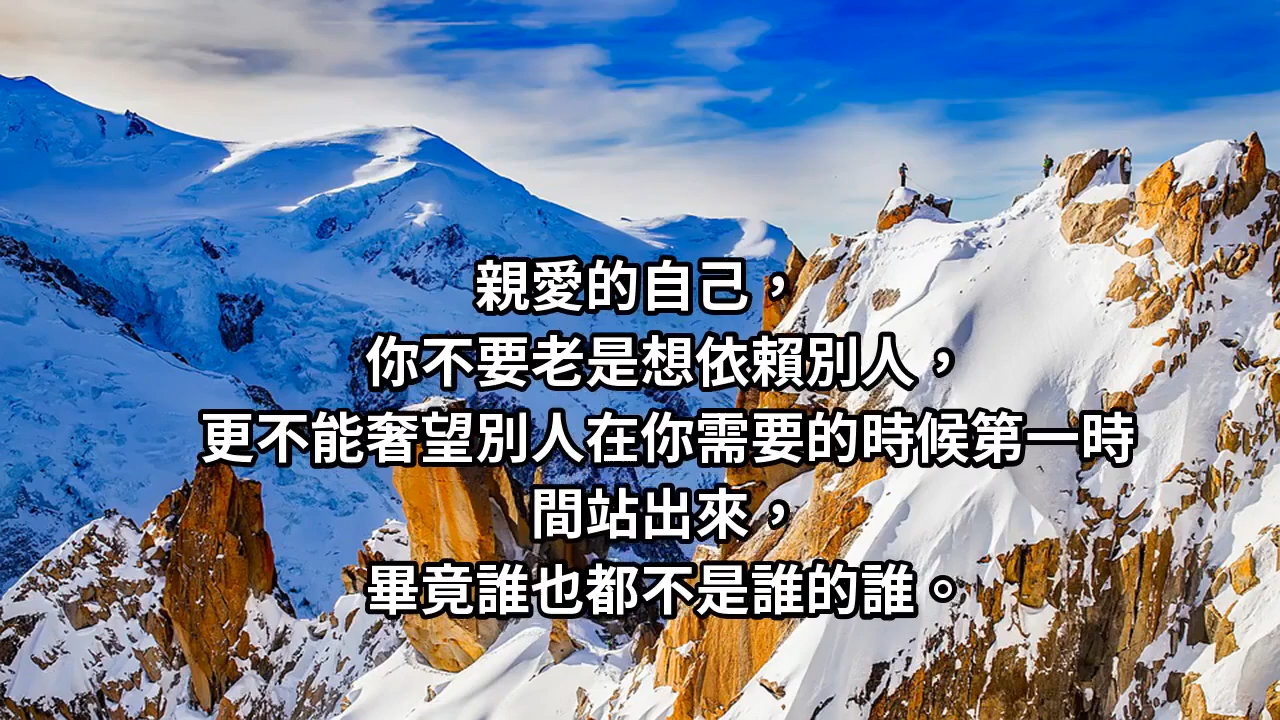 親愛的自己，
你不要老是想依賴別人，
更不能奢望別人在你需要的時候第一時
間站出來，
畢竟誰也都不是誰的誰。